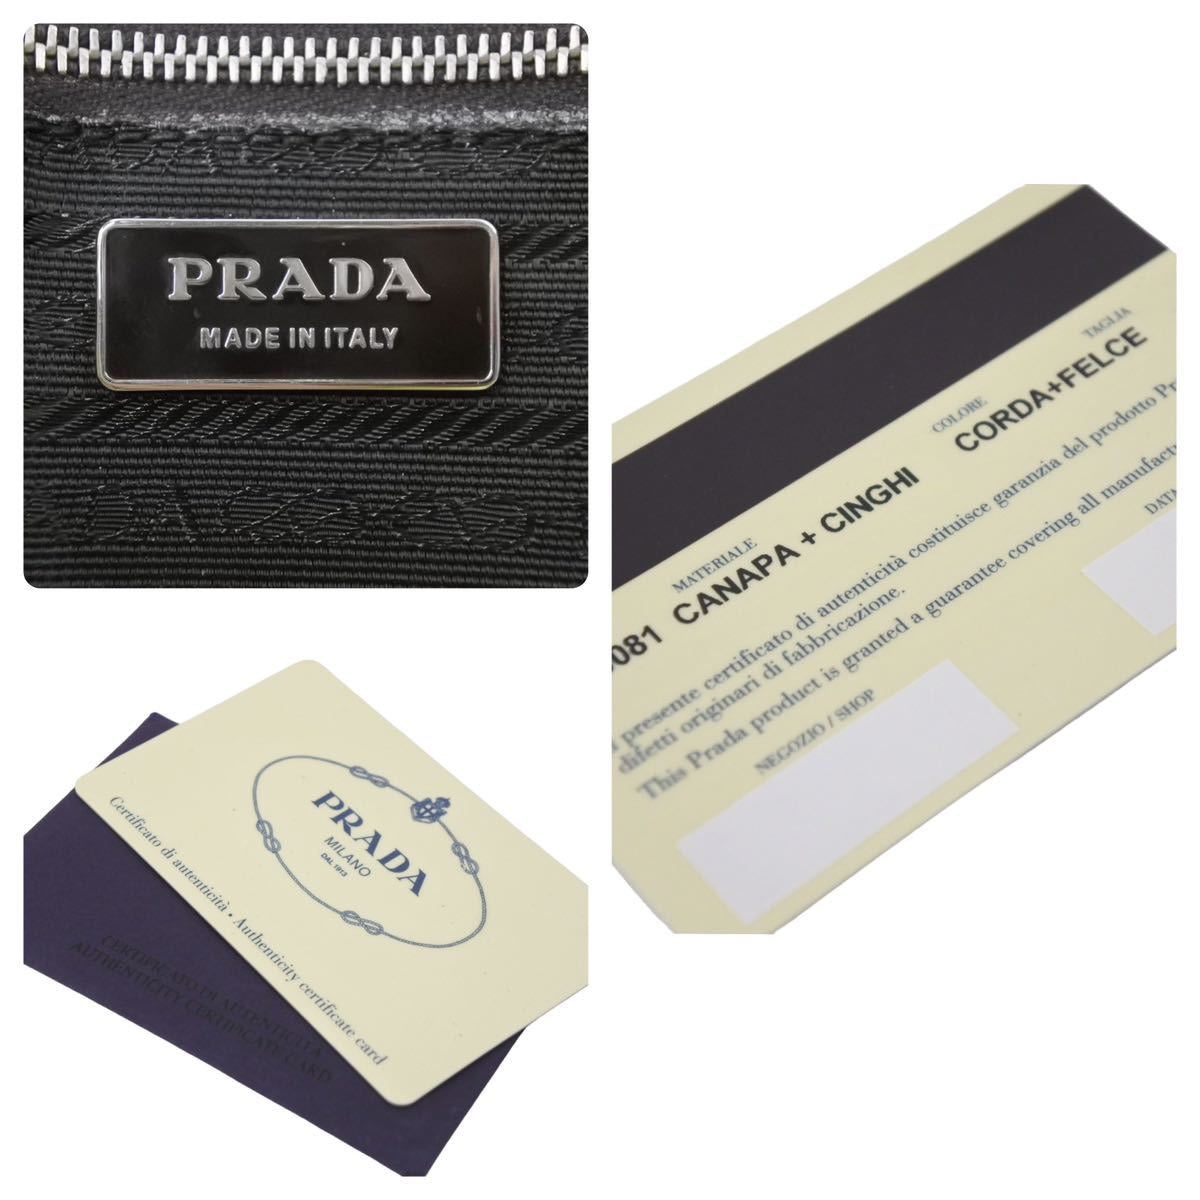 PRADA
MADE IN ITALY
TAGLIA
COLORE
CORDA+FELCE
MATERIALE
081 CANAPA + CINGHI
presente certificato di autenticità costituisce garanzia del prodotto
difetti originari di fabbricazione.
This Prada product is granted a guarantee covering all manufact
DATA
NEGOZIO / SHOP
PRADA
MILANO
DAL 1913
Certificato di autenticità • Authenticity certificate card
CERTIFICATO DI AUTENTICITÀ
AUTHENTICITY CERTIFICATE CARD